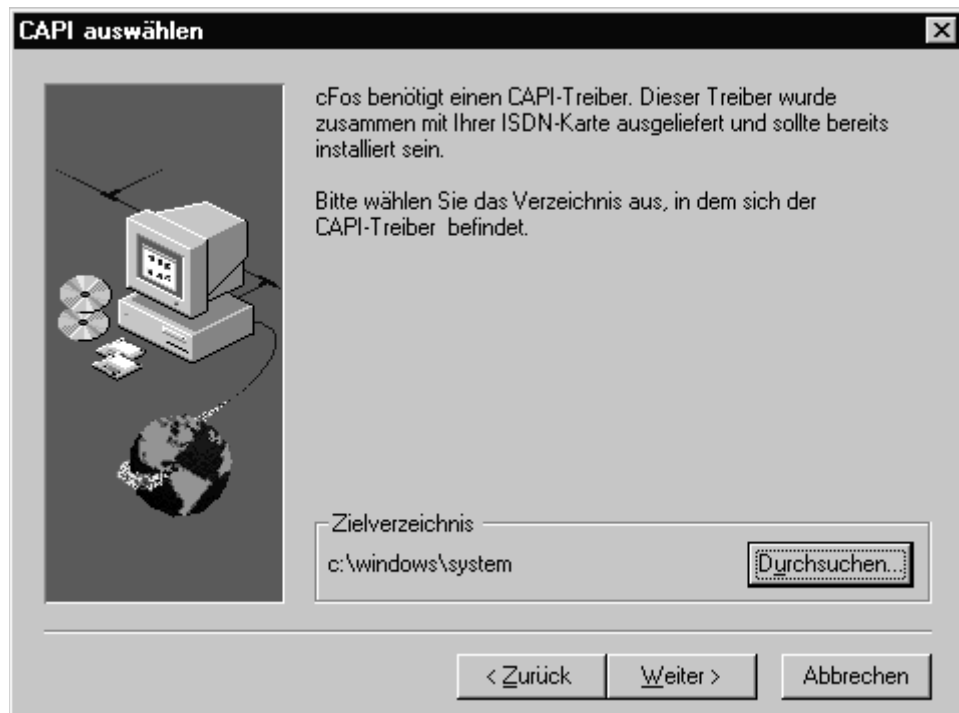 CAPI auswählen
cFos benötigt einen CAPI-Treiber. Dieser Treiber wurde
zusammen mit Ihrer ISDN-Karte ausgeliefert und sollte bereits
installiert sein.
Bitte wählen Sie das Verzeichnis aus, in dem sich der
CAPI-Treiber befindet.
Zielverzeichnis
c:\windows\system
Durchsuchen...
< Zurück
Weiter >
Abbrechen